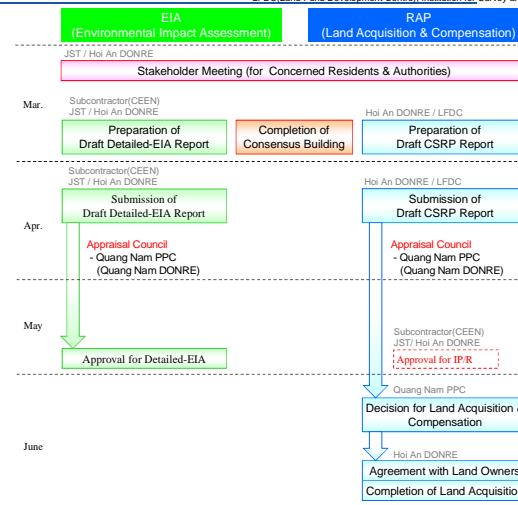 EIA
(Environmental Impact Assessment)
RAP
(Land Acquisition & Compensation)
JST / Hoi An DONRE
Stakeholder Meeting (for Concerned Residents & Authorities)
Mar.
Subcontractor(CEEN)
JST / Hoi An DONRE
Preparation of
Draft Detailed-EIA Report
Completion of
Consensus Building
Hoi An DONRE / LFDC
Preparation of
Draft CSRP Report
Apr.
Subcontractor(CEEN)
JST / Hoi An DONRE
Submission of
Draft Detailed-EIA Report
Appraisal Council
- Quang Nam PPC
(Quang Nam DONRE)
Hoi An DONRE / LFDC
Submission of
Draft CSRP Report
Appraisal Council
- Quang Nam PPC
(Quang Nam DONRE)
May
Approval for Detailed-EIA
Subcontractor(CEEN)
JST/ Hoi An DONRE
Approval for IP/R
June
Quang Nam PPC
Decision for Land Acquisition &
Compensation
Hoi An DONRE
Agreement with Land Owners
Completion of Land Acquisitio